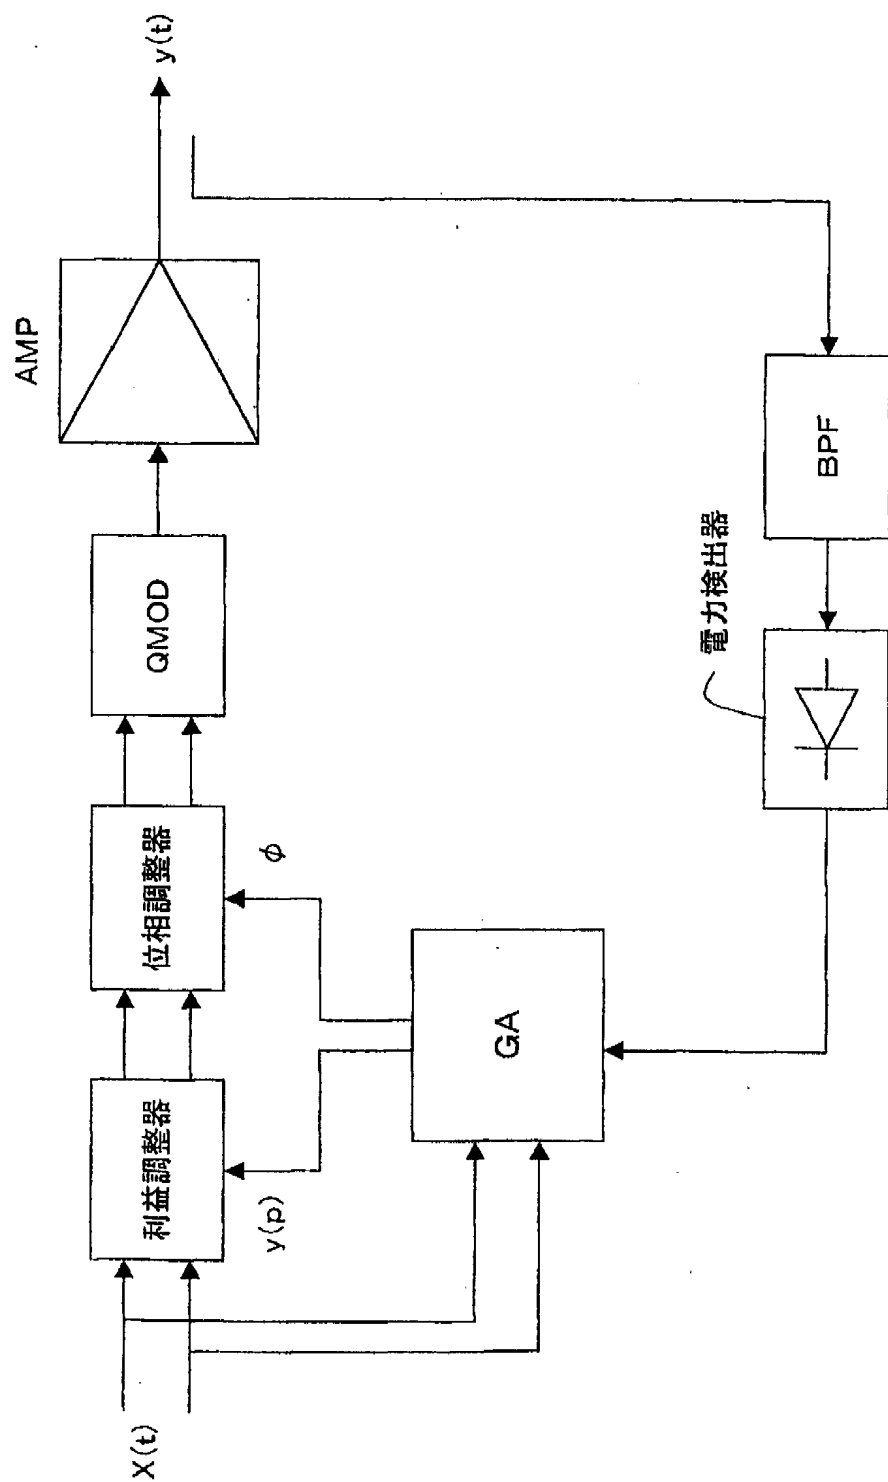 X(t)
利益調整器
位相調整器
QMOD
AMP
y(t)
y(p)
φ
GA
電力検出器
BPF